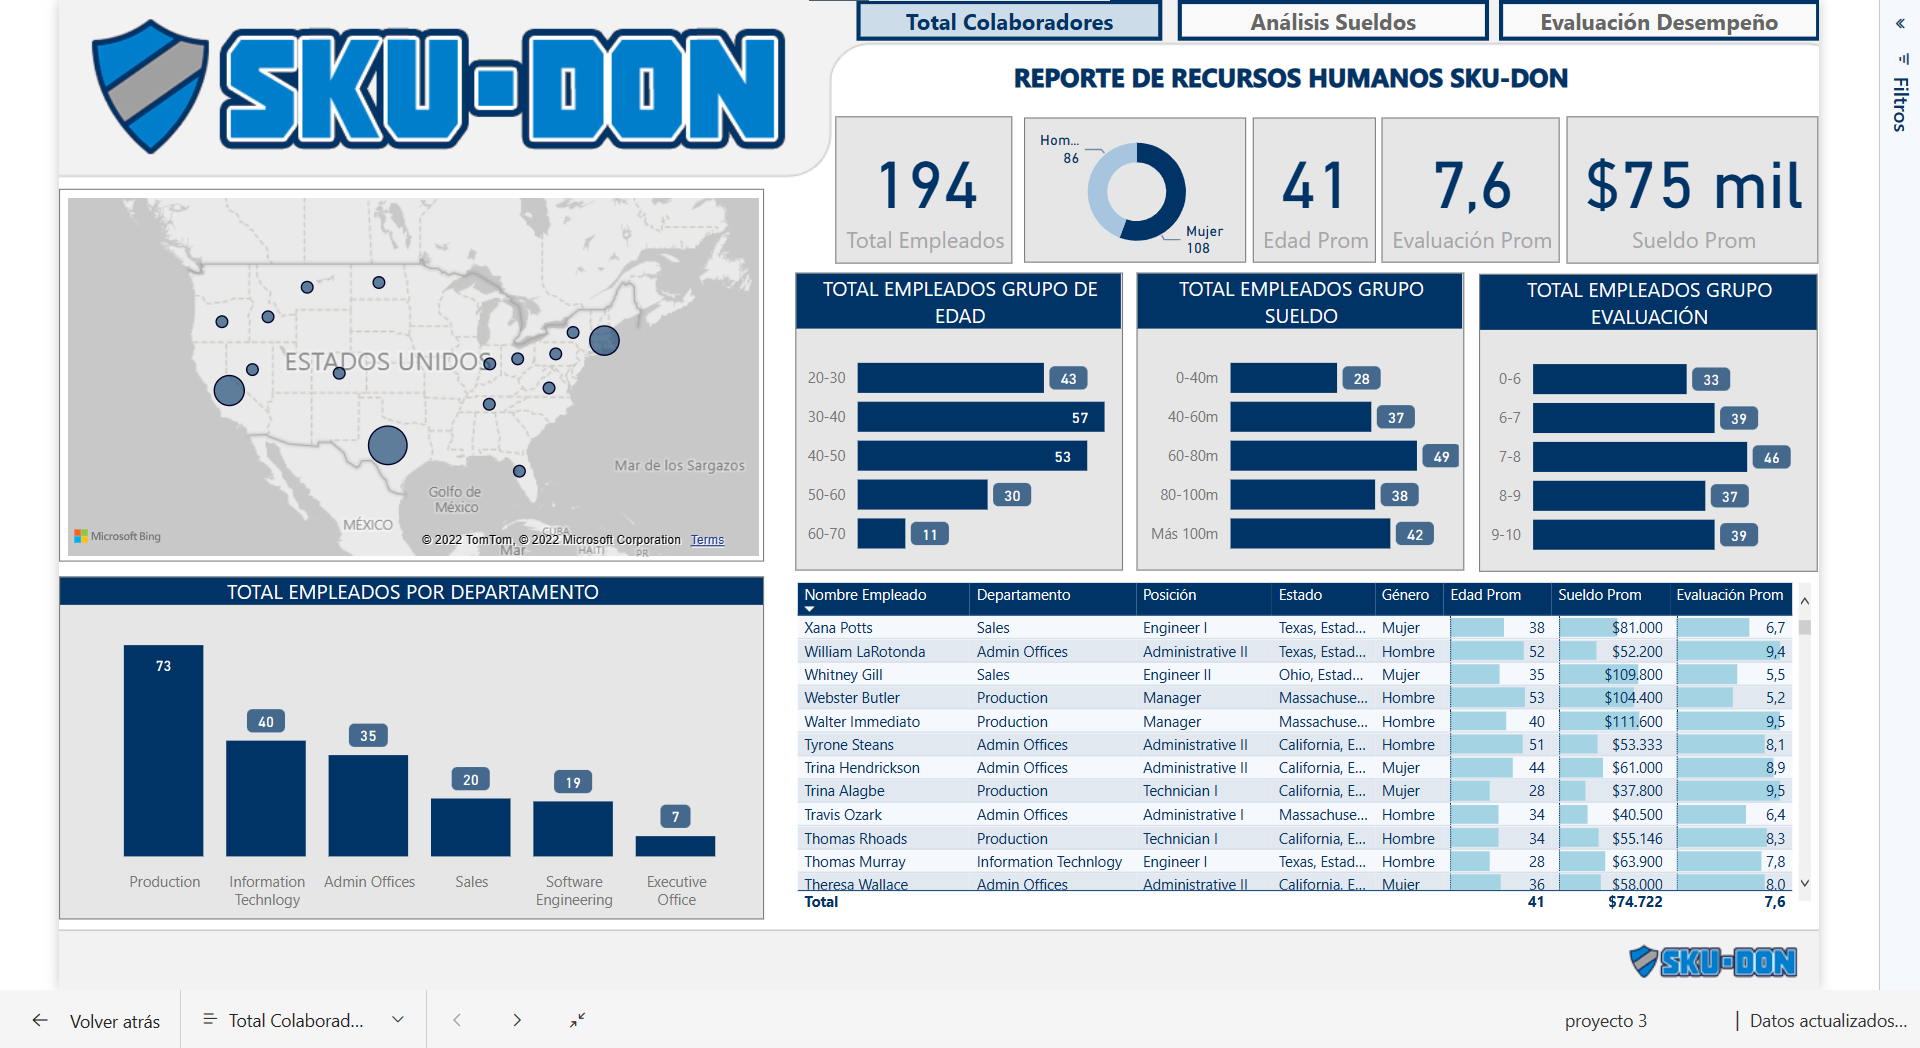 SKU-DON
Total Colaboradores
Análisis Sueldos
Evaluación Desempeño
REPORTE DE RECURSOS HUMANOS SKU-DON
194
Total Empleados
Hom...
86
Mujer
108
41
Edad Prom
7,6
Evaluación Prom
$75 mil
Sueldo Prom
«
Filtros
ESTADOS UNIDOS
Mar de los Sargazos
Golfo de
México
MÉXICO
CUBA
Mar
HAITI
PR
Microsoft Bing
© 2022 TomTom, © 2022 Microsoft Corporation Terms
TOTAL EMPLEADOS GRUPO DE
EDAD
20-30 43
30-40 57
40-50 53
50-60 30
60-70 11
TOTAL EMPLEADOS GRUPO
SUELDO
0-40m 28
40-60m 37
60-80m 49
80-100m 38
Más 100m 42
TOTAL EMPLEADOS GRUPO
EVALUACIÓN
0-6 33
6-7 39
7-8 46
8-9 37
9-10 39
TOTAL EMPLEADOS POR DEPARTAMENTO
73
40
35
20
19
7
Production
Information
Technlogy
Admin Offices
Sales
Software
Engineering
Executive
Office
Nombre Empleado Departamento Posición Estado Género Edad Prom Sueldo Prom Evaluación Prom
Xana Potts Sales Engineer I Texas, Estad... Mujer 38 $81.000 6,7
William LaRotonda Admin Offices Administrative II Texas, Estad... Hombre 52 $52.200 9,4
Whitney Gill Sales Engineer II Ohio, Estad... Mujer 35 $109.800 5,5
Webster Butler Production Manager Massachuse... Hombre 53 $104.400 5,2
Walter Immediato Production Manager Massachuse... Hombre 40 $111.600 9,5
Tyrone Steans Admin Offices Administrative II California, E... Hombre 51 $53.333 8,1
Trina Hendrickson Admin Offices Administrative II California, E... Mujer 44 $61.000 8,9
Trina Alagbe Production Technician I California, E... Mujer 28 $37.800 9,5
Travis Ozark Admin Offices Administrative I Massachuse... Hombre 34 $40.500 6,4
Thomas Rhoads Production Technician I California, E... Hombre 34 $55.146 8,3
Thomas Murray Information Technlogy Engineer I Texas, Estad... Hombre 28 $63.900 7,8
Theresa Wallace Admin Offices Administrative II California, E... Mujer 36 $58.000 8,0
Total 41 $74.722 7,6
SKU-DON
Volver atrás
Total Colaborad...
proyecto 3
| Datos actualizados...